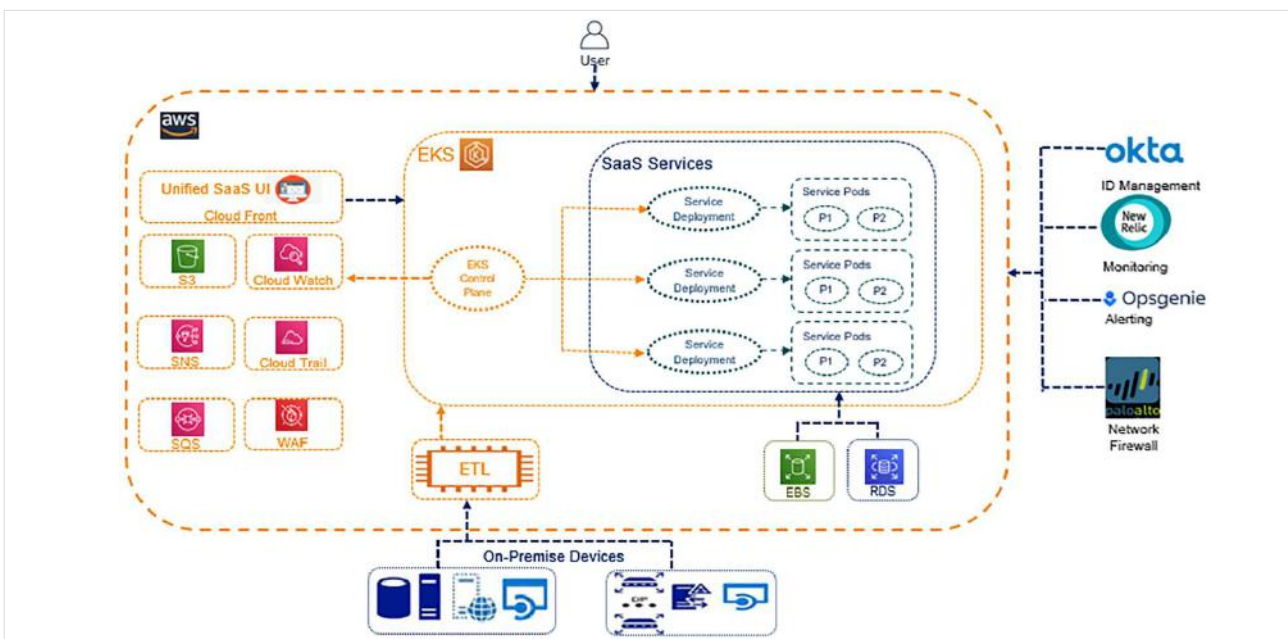 User
aws
EKS
SaaS Services
Unified SaaS UI
Cloud Front
S3
Cloud Watch
SNS
Cloud Trail
SQS
WAF
EKS
Control
Plane
Service
Deployment
Service Pods
P1
P2
Service
Deployment
Service Pods
P1
P2
Service
Deployment
Service Pods
P1
P2
ETL
EBS
RDS
On-Premise Devices
okta
ID Management
New
Relic
Monitoring
Opsgenie
Alerting
paloalto
Network
Firewall